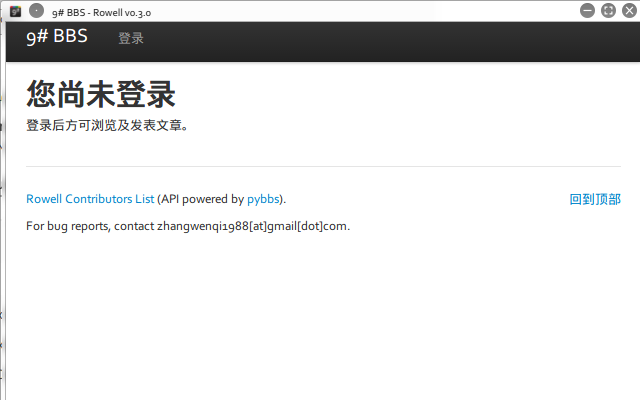 9# BBS - Rowell v0.3.0
9# BBS 登录
您尚未登录
登录后方可浏览及发表文章。
Rowell Contributors List (API powered by pybbs). 回到顶部
For bug reports, contact zhangwenqi1988[at]gmail[dot]com.